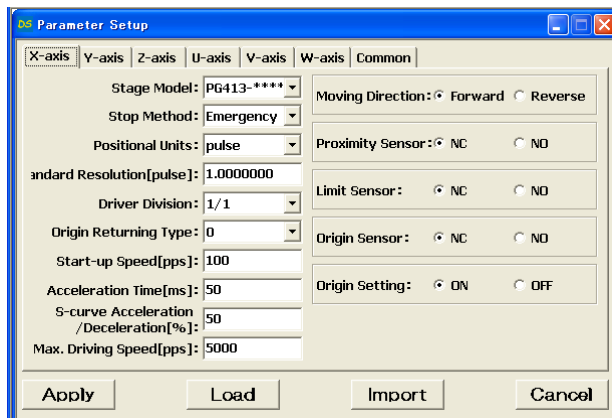 DS Parameter Setup
X-axis Y-axis Z-axis U-axis V-axis W-axis Common
Stage Model: PG413-****
Stop Method: Emergency
Positional Units: pulse
andard Resolution[pulse]: 1.0000000
Driver Division: 1/1
Origin Returning Type: 0
Start-up Speed[pps]: 100
Acceleration Time[ms]: 50
S-curve Acceleration
/Deceleration[%]: 50
Max. Driving Speed[pps]: 5000
Moving Direction: Forward Reverse
Proximity Sensor: NC NO
Limit Sensor: NC NO
Origin Sensor: NC NO
Origin Setting: ON OFF
Apply Load Import Cancel